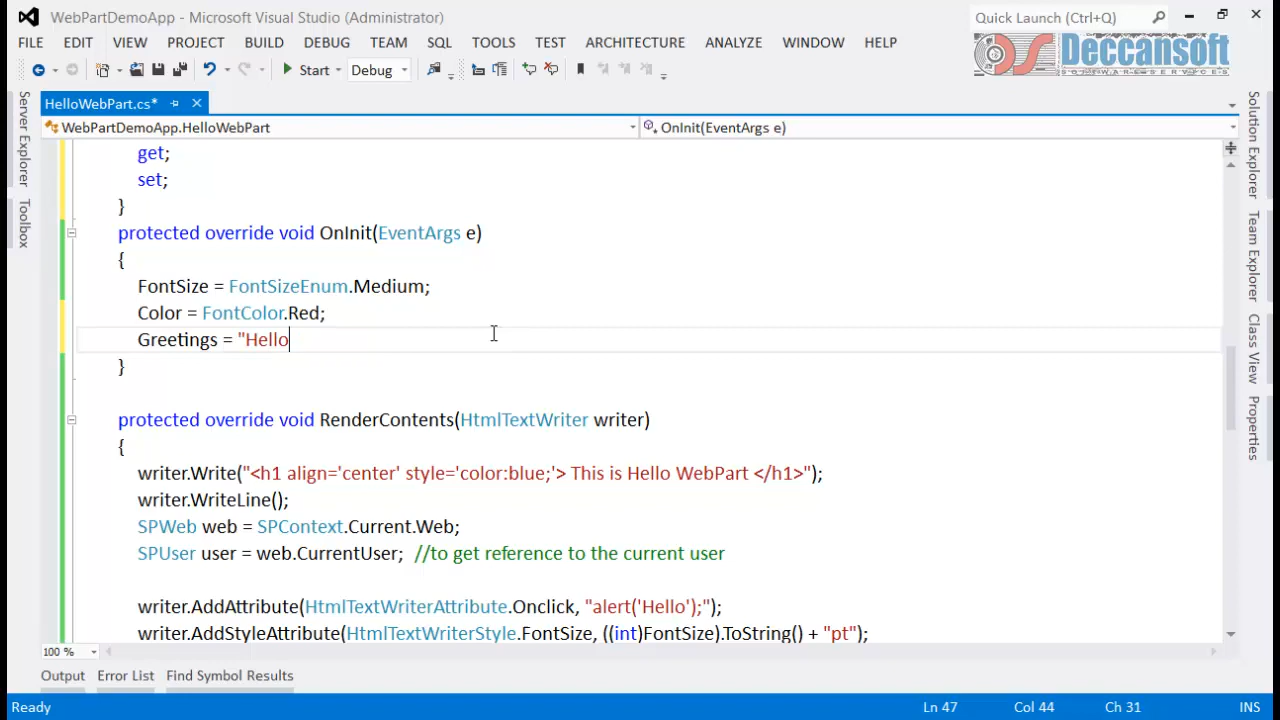 WebPartDemoApp - Microsoft Visual Studio (Administrator)
Quick Launch (Ctrl+Q)
FILE EDIT VIEW PROJECT BUILD DEBUG TEAM SQL TOOLS TEST ARCHITECTURE ANALYZE WINDOW HELP
Deccansoft
SOFTWARE SERVICES
Start Debug
HelloWebPart.cs*
WebPartDemoApp.HelloWebPart
OnInit(EventArgs e)
Server Explorer
Toolbox
get;
set;
}
protected override void OnInit(EventArgs e)
{
FontSize = FontSizeEnum.Medium;
Color = FontColor.Red;
Greetings = "Hello
}
protected override void RenderContents(HtmlTextWriter writer)
{
writer.Write("<h1 align='center' style='color:blue;'> This is Hello WebPart </h1>");
writer.WriteLine();
SPWeb web = SPContext.Current.Web;
SPUser user = web.CurrentUser; //to get reference to the current user
writer.AddAttribute(HtmlTextWriterAttribute.Onclick, "alert('Hello');");
writer.AddStyleAttribute(HtmlTextWriterStyle.FontSize, ((int)FontSize).ToString() + "pt");
Solution Explorer
Team Explorer
Class View
Properties
100 %
Output Error List Find Symbol Results
Ready Ln 47 Col 44 Ch 31 INS